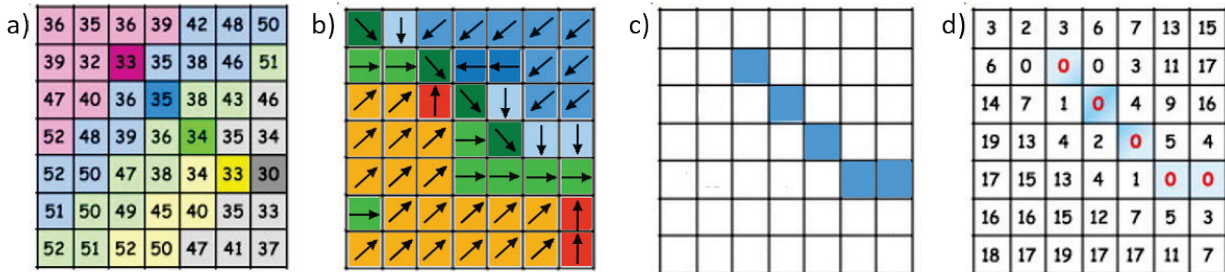 a) b) c) d)
36 35 36 39 42 48 50
39 32 33 35 38 46 51
47 40 36 35 38 43 46
52 48 39 36 34 35 34
52 50 47 38 34 33 30
51 50 49 45 40 35 33
52 51 52 50 47 41 37
3 2 3 6 7 13 15
6 0 0 0 3 11 17
14 7 1 0 4 9 16
19 13 4 2 0 5 4
17 15 13 4 1 0 0
16 16 15 12 7 5 3
18 17 19 17 17 11 7